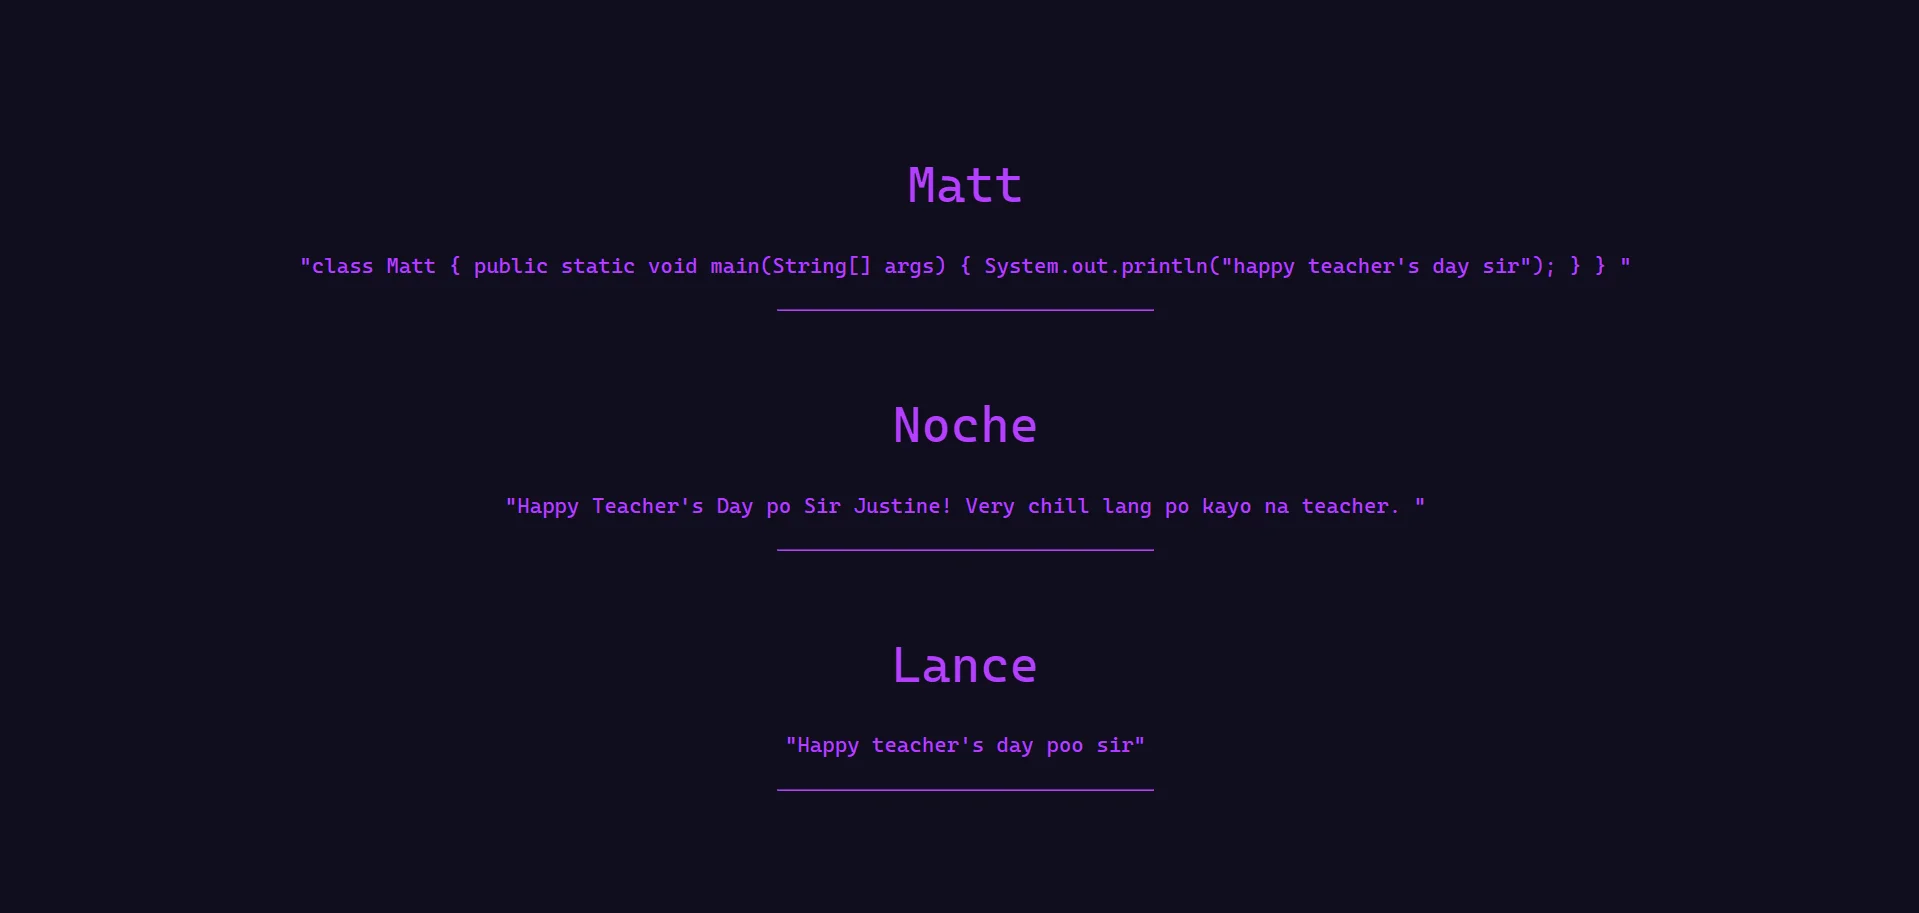 Matt
"class Matt { public static void main(String[] args) { System.out.println("happy teacher's day sir"); } } "
Noche
"Happy Teacher's Day po Sir Justine! Very chill lang po kayo na teacher. "
Lance
"Happy teacher's day poo sir"